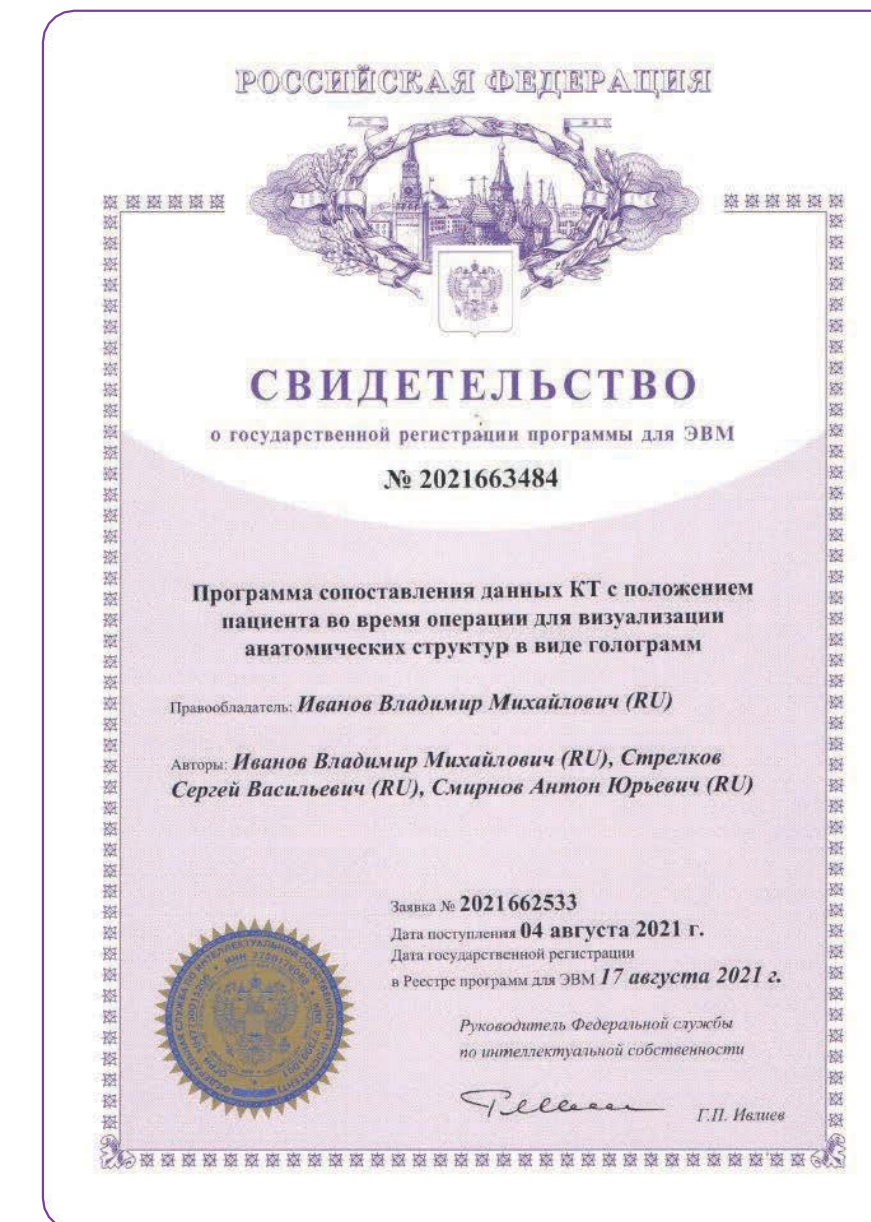 РОССИЙСКАЯ ФЕДЕРАЦИЯ
СВИДЕТЕЛЬСТВО
о государственной регистрации программы для ЭВМ
№ 2021663484
Программа сопоставления данных КТ с положением
пациента во время операции для визуализации
анатомических структур в виде голограмм
Правообладатель: Иванов Владимир Михайлович (RU)
Авторы: Иванов Владимир Михайлович (RU), Стрелков
Сергей Васильевич (RU), Смирнов Антон Юрьевич (RU)
Заявка № 2021662533
Дата поступления 04 августа 2021 г.
Дата государственной регистрации
в Реестре программ для ЭВМ 17 августа 2021 г.
Руководитель Федеральной службы
по интеллектуальной собственности
Г.П. Ивлиев